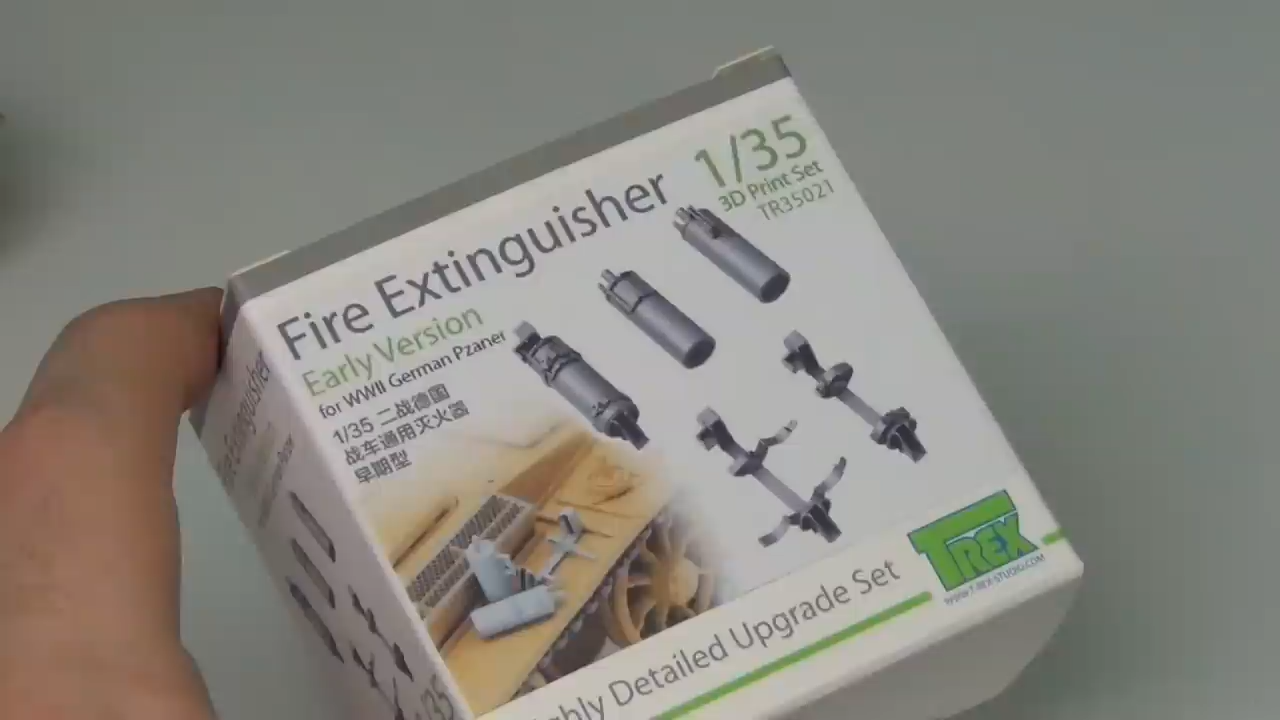 Fire Extinguisher
1/35
3D Print Set
TR35021
Early Version
for WWII German Pzaner
1/35 二战德国
战车通用灭火器
早期型
Detailed Upgrade Set
T-REX
WWW.T-REX-STUDIO.COM
Extinguisher
/35